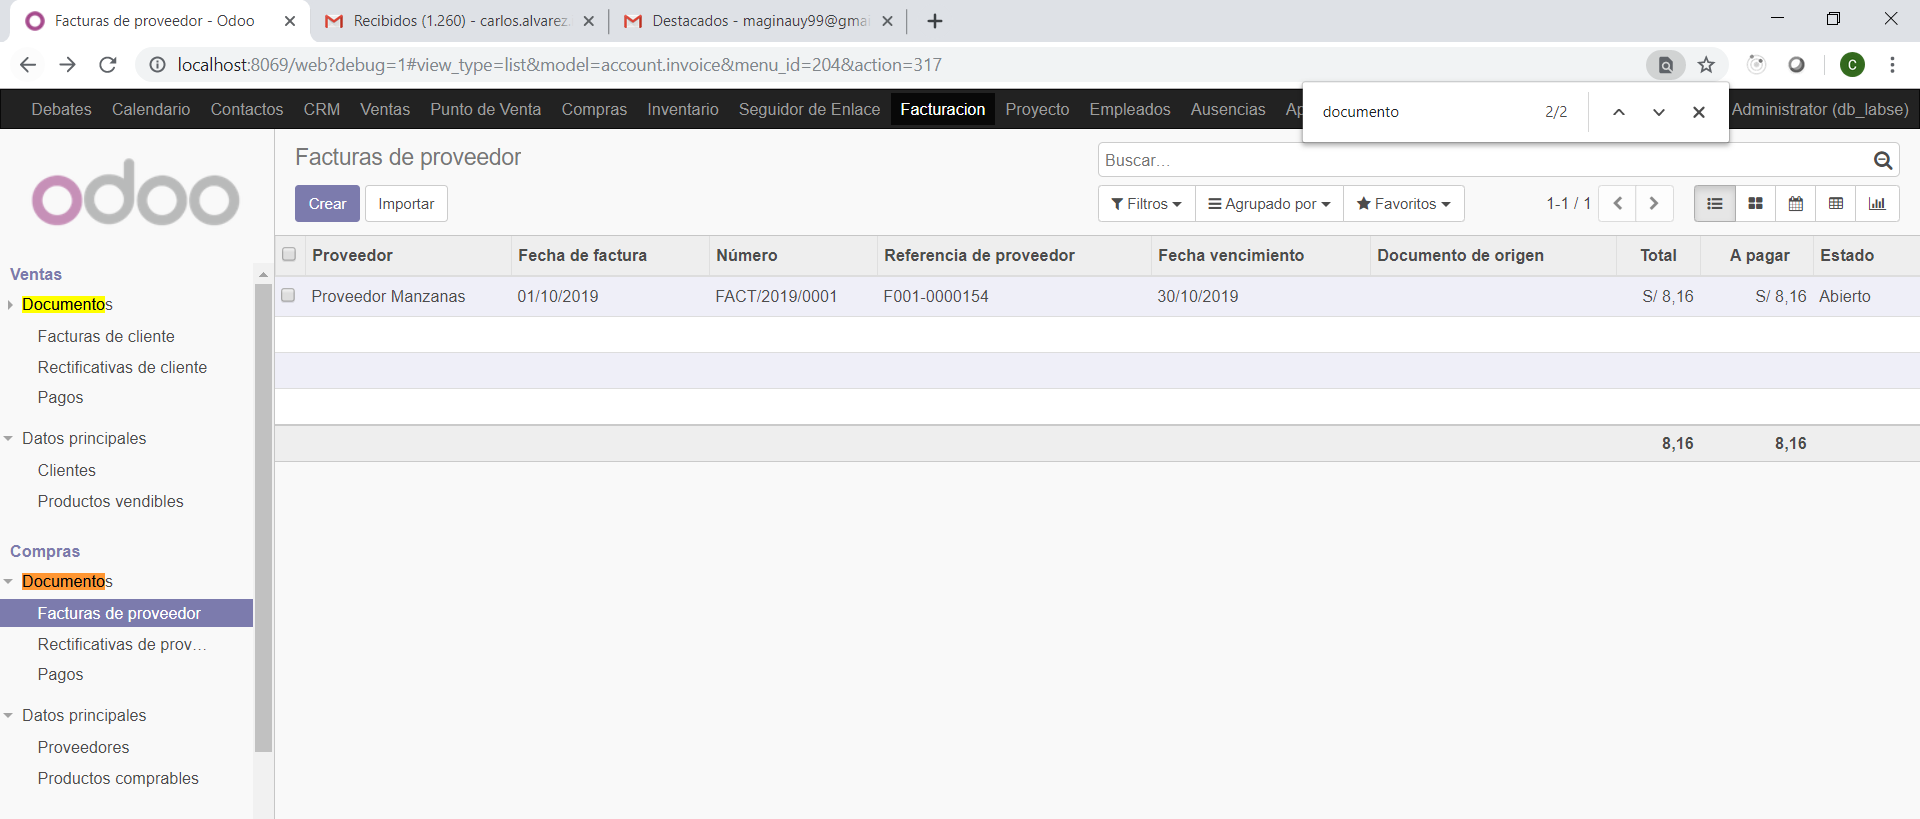 Facturas de proveedor - Odoo
Recibidos (1.260) - carlos.alvarez
Destacados - maginauy99@gmai
localhost:8069/web?debug=1#view_type=list&model=account.invoice&menu_id=204&action=317
C
documento 2/2
Debates Calendario Contactos CRM Ventas Punto de Venta Compras Inventario Seguidor de Enlace Facturacion Proyecto Empleados Ausencias Ap Administrator (db_labse)
odoo
Facturas de proveedor
Buscar...
Crear Importar
Filtros Agrupado por Favoritos 1-1 / 1
Proveedor Fecha de factura Número Referencia de proveedor Fecha vencimiento Documento de origen Total A pagar Estado
Proveedor Manzanas 01/10/2019 FACT/2019/0001 F001-0000154 30/10/2019 S/ 8,16 S/ 8,16 Abierto
8,16 8,16
Ventas
Documentos
Facturas de cliente
Rectificativas de cliente
Pagos
Datos principales
Clientes
Productos vendibles
Compras
Documentos
Facturas de proveedor
Rectificativas de prov...
Pagos
Datos principales
Proveedores
Productos comprables